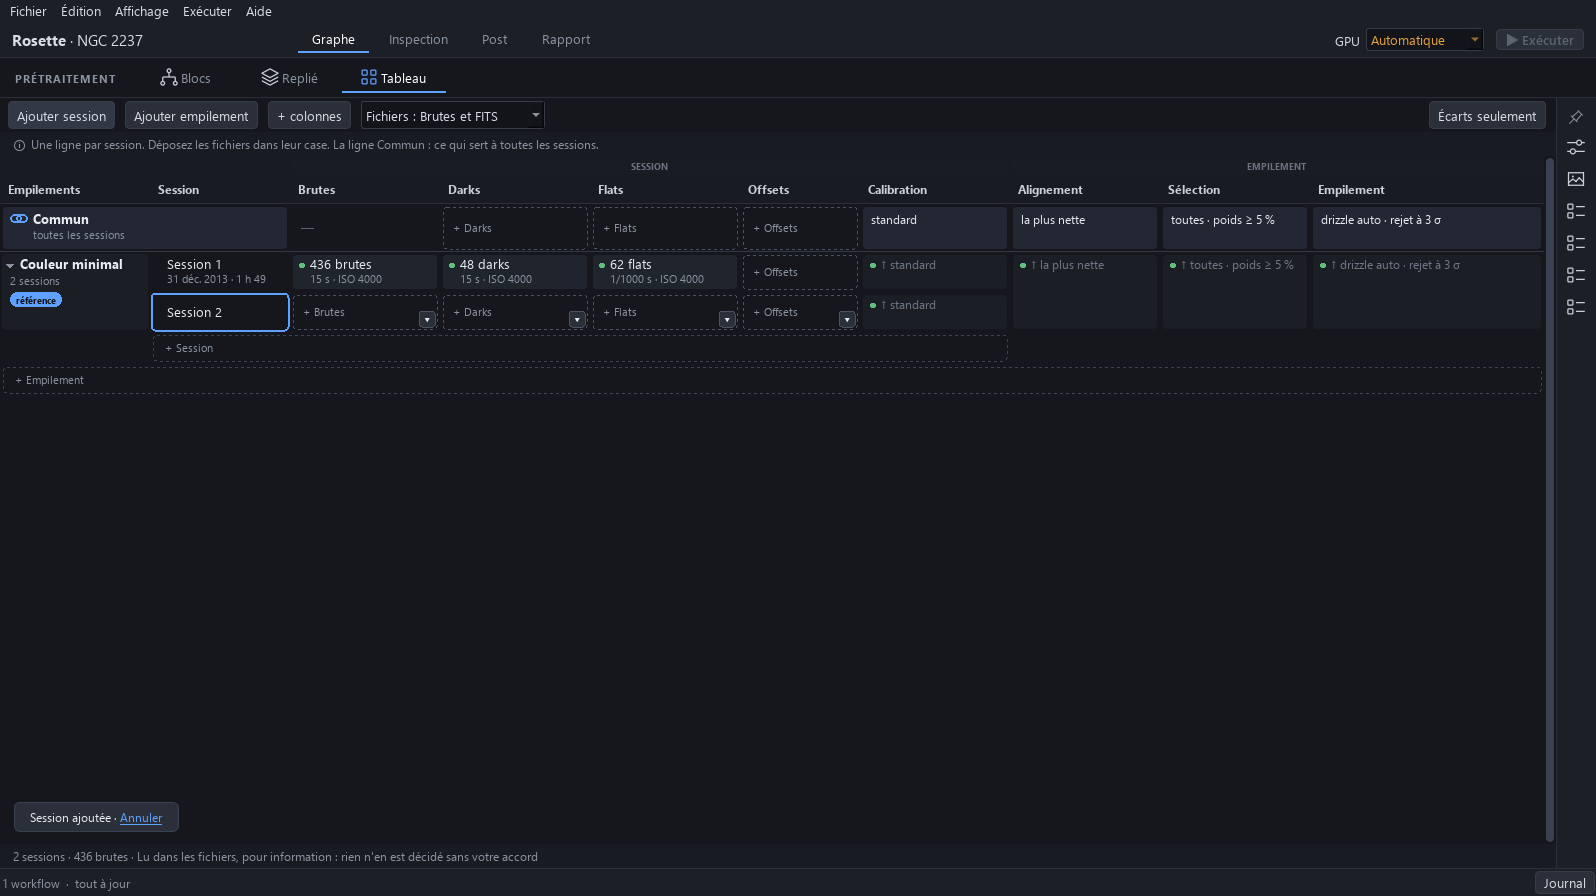 Fichier Édition Affichage Exécuter Aide
Rosette · NGC 2237 Graphe Inspection Post Rapport GPU Automatique Exécuter
PRÉTRAITEMENT Blocs Replié Tableau
Ajouter session Ajouter empilement + colonnes Fichiers : Brutes et FITS Écarts seulement
Une ligne par session. Déposez les fichiers dans leur case. La ligne Commun : ce qui sert à toutes les sessions.
SESSION EMPILEMENT
Empilements Session Brutes Darks Flats Offsets Calibration Alignement Sélection Empilement
Commun — + Darks + Flats + Offsets standard la plus nette toutes · poids ≥ 5 % drizzle auto · rejet à 3 σ
toutes les sessions
Couleur minimal Session 1 436 brutes 48 darks 62 flats + Offsets ↑ standard ↑ la plus nette ↑ toutes · poids ≥ 5 % ↑ drizzle auto · rejet à 3 σ
2 sessions 31 déc. 2013 · 1 h 49 15 s · ISO 4000 15 s · ISO 4000 1/1000 s · ISO 4000
référence
Session 2 + Brutes + Darks + Flats + Offsets ↑ standard
+ Session
+ Empilement
Session ajoutée · Annuler
2 sessions · 436 brutes · Lu dans les fichiers, pour information : rien n'en est décidé sans votre accord
1 workflow · tout à jour Journal